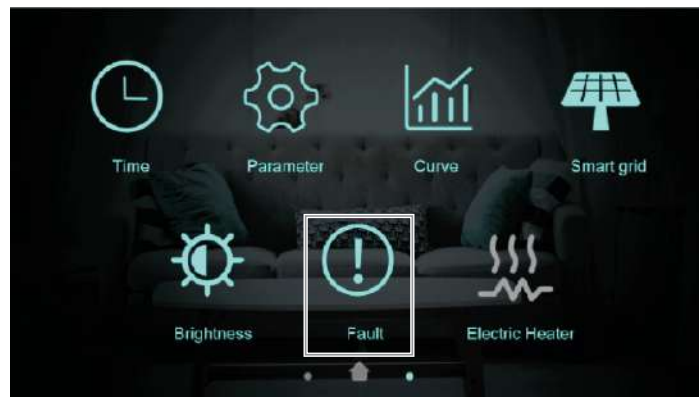 Time
Parameter
Curve
Smart grid
Brightness
Fault
Electric Heater